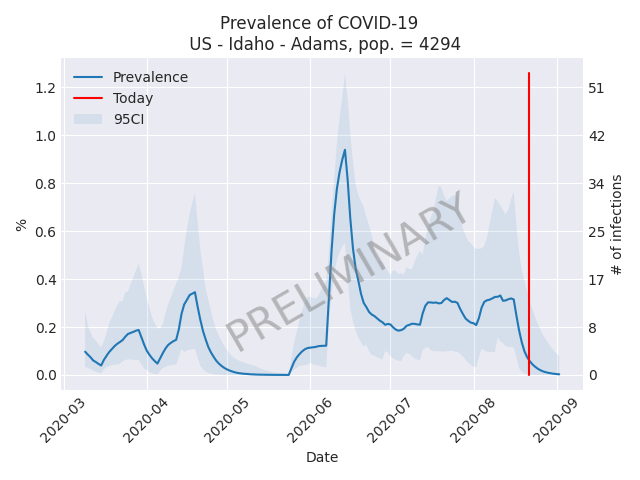 Prevalence of COVID-19
US - Idaho - Adams, pop. = 4294
Prevalence
Today
95CI
1.2
1.0
0.8
0.6
0.4
0.2
0.0
%
51
42
34
25
17
8
0
# of infections
PRELIMINARY
2020-03
2020-04
2020-05
2020-06
2020-07
2020-08
2020-09
Date